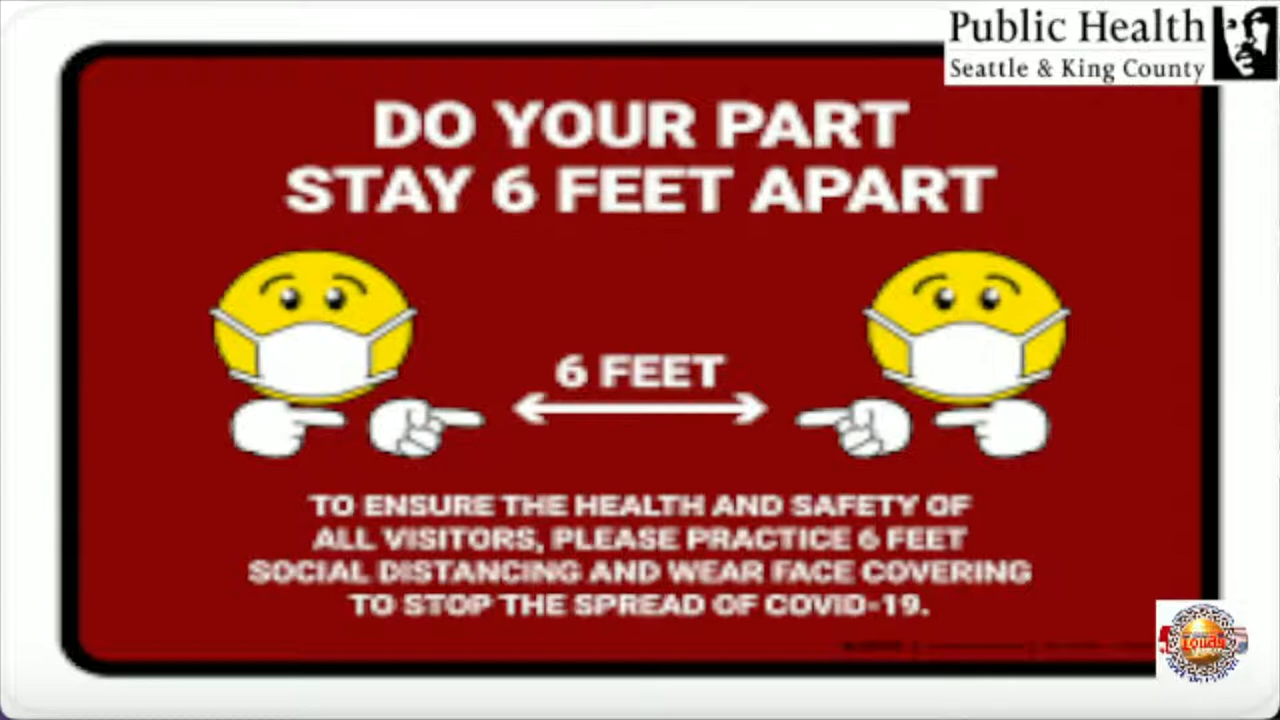 Public Health
Seattle & King County
DO YOUR PART
STAY 6 FEET APART
6 FEET
TO ENSURE THE HEALTH AND SAFETY OF
ALL VISITORS, PLEASE PRACTICE 6 FEET
SOCIAL DISTANCING AND WEAR FACE COVERING
TO STOP THE SPREAD OF COVID-19.